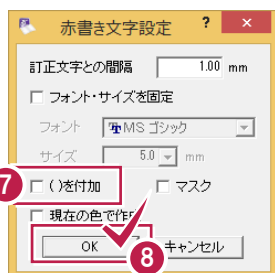 赤書き文字設定 ? ×
訂正文字との間隔 1.00 mm
フォント・サイズを固定
フォント MS ゴシック
サイズ 5.0 mm
7 ( )を付加 マスク
現在の色で作成
OK キャンセル
8